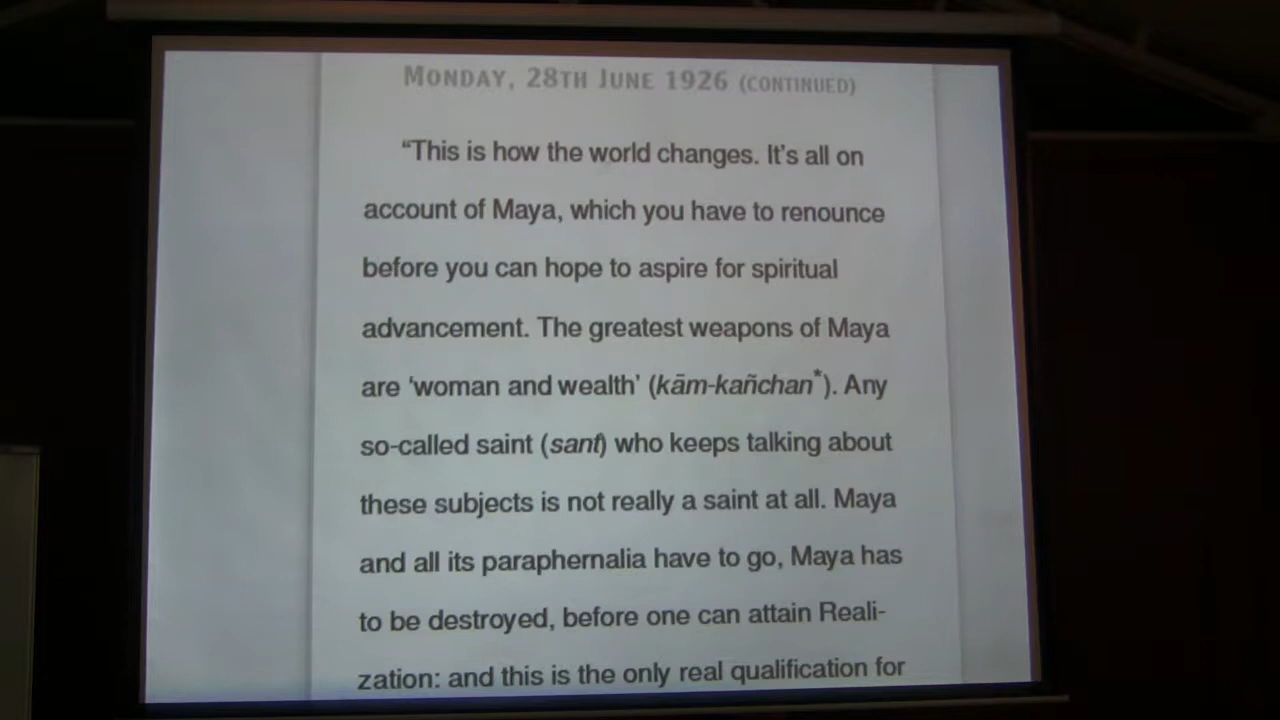 MONDAY, 28TH JUNE 1926 (CONTINUED)
“This is how the world changes. It’s all on
account of Maya, which you have to renounce
before you can hope to aspire for spiritual
advancement. The greatest weapons of Maya
are ‘woman and wealth’ (kām-kañchan*). Any
so-called saint (sant) who keeps talking about
these subjects is not really a saint at all. Maya
and all its paraphernalia have to go, Maya has
to be destroyed, before one can attain Reali-
zation: and this is the only real qualification for